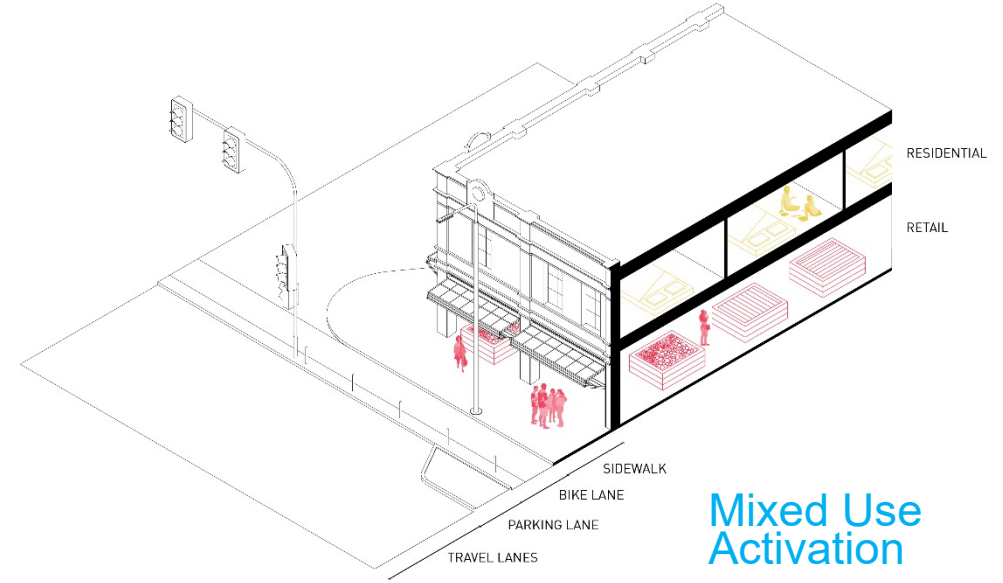 RESIDENTIAL
RETAIL
SIDEWALK
BIKE LANE
PARKING LANE
TRAVEL LANES
Mixed Use
Activation